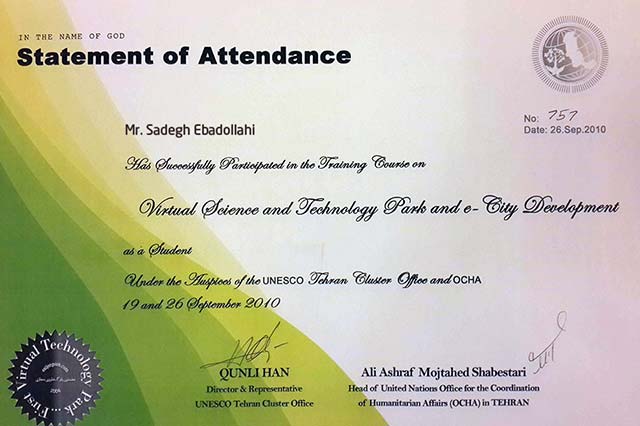 IN THE NAME OF GOD
Statement of Attendance
No: 757
Date: 26.Sep.2010
Mr. Sadegh Ebadollahi
Has Successfully Participated in the Training Course on
Virtual Science and Technology Park and e-City Development
as a Student
Under the Auspices of the UNESCO Tehran Cluster Office and OCHA
19 and 26 September 2010
QUNLI HAN
Director & Representative
UNESCO Tehran Cluster Office
Ali Ashraf Mojtahed Shabestari
Head of United Nations Office for the Coordination
of Humanitarian Affairs (OCHA) in TEHRAN
First Virtual Technology Park